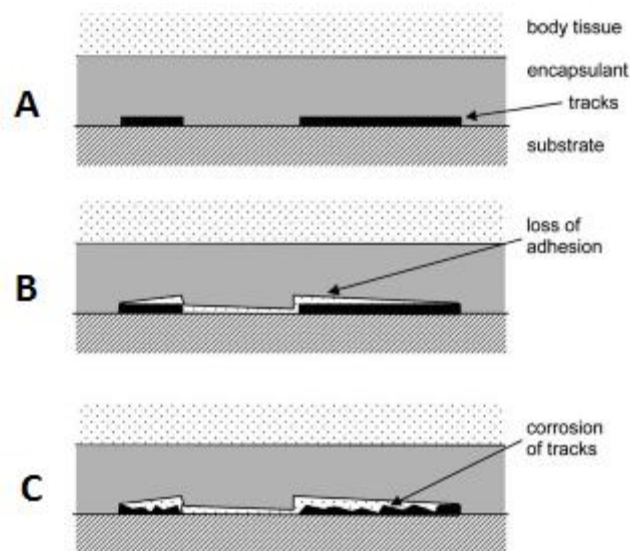 body tissue
encapsulant
A
tracks
substrate
loss of
adhesion
B
corrosion
of tracks
C